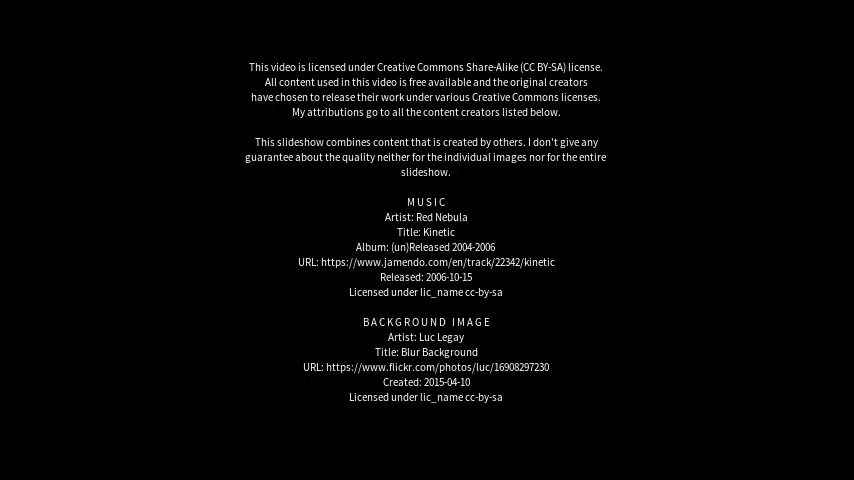 This video is licensed under Creative Commons Share-Alike (CC BY-SA) license.
All content used in this video is free available and the original creators
have chosen to release their work under various Creative Commons licenses.
My attributions go to all the content creators listed below.
This slideshow combines content that is created by others. I don't give any
guarantee about the quality neither for the individual images nor for the entire
slideshow.
M U S I C
Artist: Red Nebula
Title: Kinetic
Album: (un)Released 2004-2006
URL: https://www.jamendo.com/en/track/22342/kinetic
Released: 2006-10-15
Licensed under lic_name cc-by-sa
B A C K G R O U N D   I M A G E
Artist: Luc Legay
Title: Blur Background
URL: https://www.flickr.com/photos/luc/16908297230
Created: 2015-04-10
Licensed under lic_name cc-by-sa